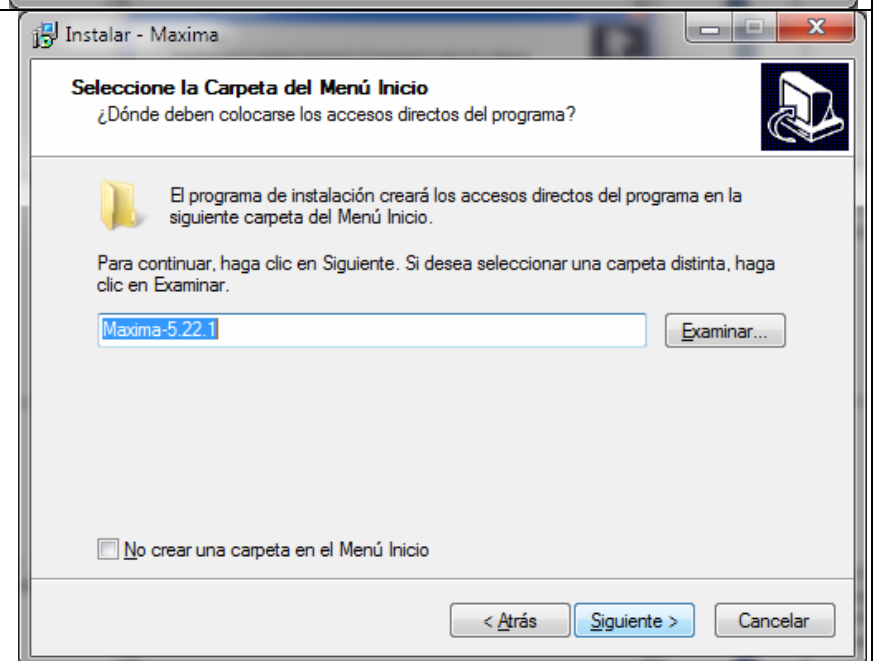 Instalar - Maxima
Seleccione la Carpeta del Menú Inicio
¿Dónde deben colocarse los accesos directos del programa?
El programa de instalación creará los accesos directos del programa en la
siguiente carpeta del Menú Inicio.
Para continuar, haga clic en Siguiente. Si desea seleccionar una carpeta distinta, haga
clic en Examinar.
Maxima-5.22.1
Examinar...
No crear una carpeta en el Menú Inicio
< Atrás
Siguiente >
Cancelar